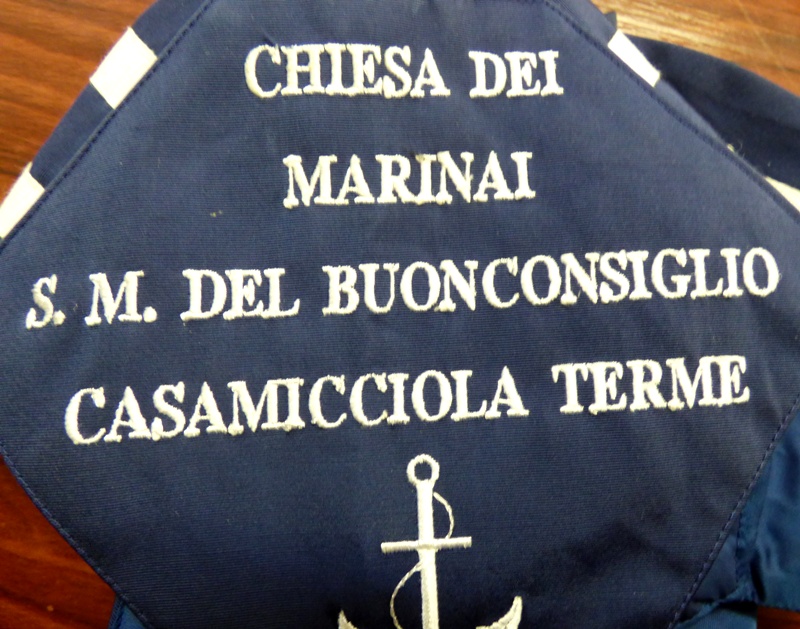 CHIESA DEI
MARINAI
S. M. DEL BUONCONSIGLIO
CASAMICCIOLA TERME